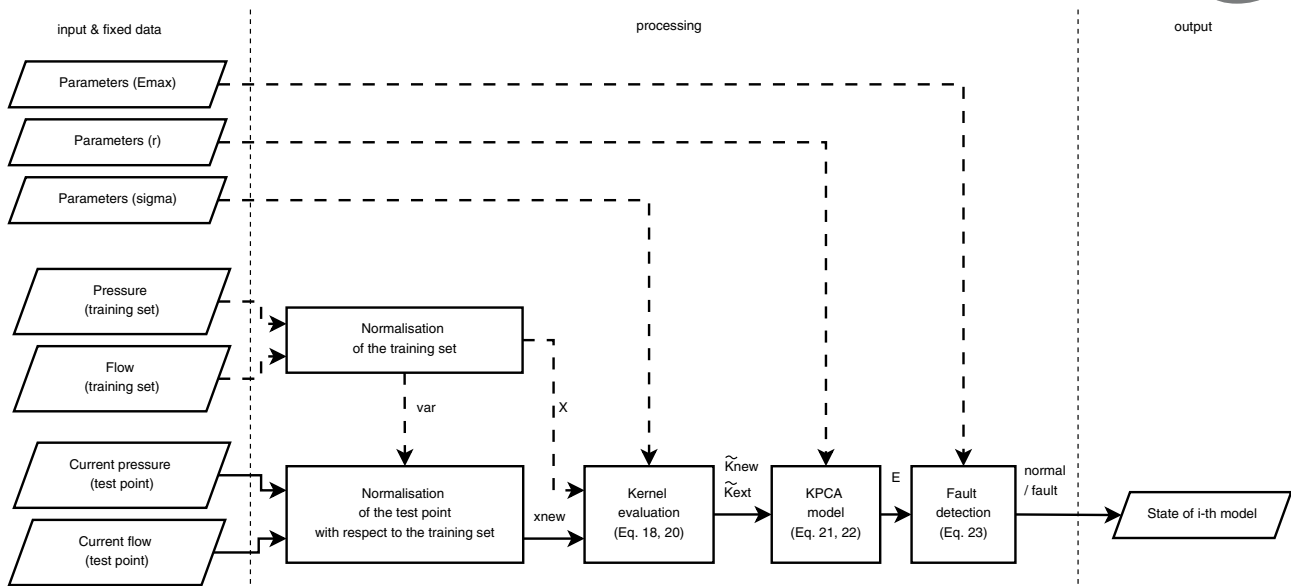 input & fixed data
processing
output
Parameters (Emax)
Parameters (r)
Parameters (sigma)
Pressure
(training set)
Normalisation
of the training set
Flow
(training set)
var
X
Current pressure
(test point)
Current flow
(test point)
Normalisation
of the test point
with respect to the training set
xnew
Kernel
evaluation
(Eq. 18, 20)
K̃new
K̃ext
KPCA
model
(Eq. 21, 22)
E
Fault
detection
(Eq. 23)
normal
/ fault
State of i-th model